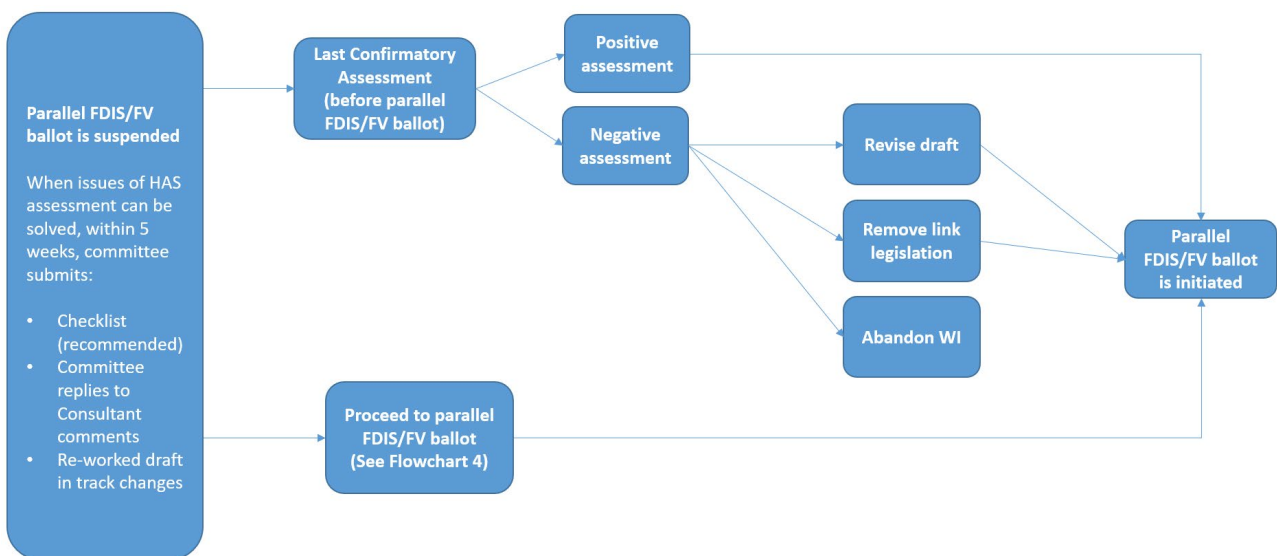 Parallel FDIS/FV
ballot is suspended
When issues of HAS
assessment can be
solved, within 5
weeks, committee
submits:
• Checklist
(recommended)
• Committee
replies to
Consultant
comments
• Re-worked draft
in track changes
Last Confirmatory
Assessment
(before parallel
FDIS/FV ballot)
Positive
assessment
Negative
assessment
Revise draft
Remove link
legislation
Abandon WI
Parallel
FDIS/FV ballot
is initiated
Proceed to parallel
FDIS/FV ballot
(See Flowchart 4)